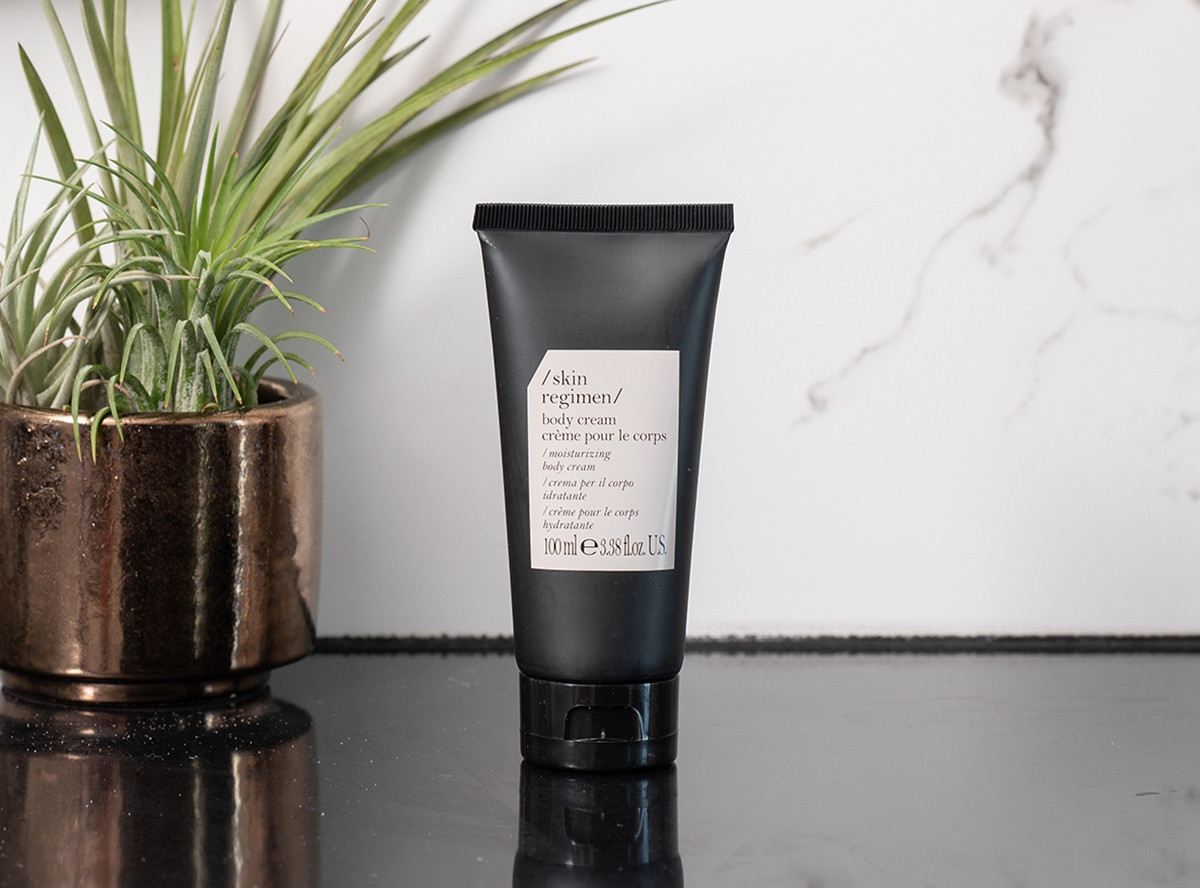 /skin
regimen/
body cream
crème pour le corps
/moisturizing
body cream
/crema per il corpo
idratante
/crème pour le corps
hydratante
100 ml ℮ 3.38 fl.oz. U.S.